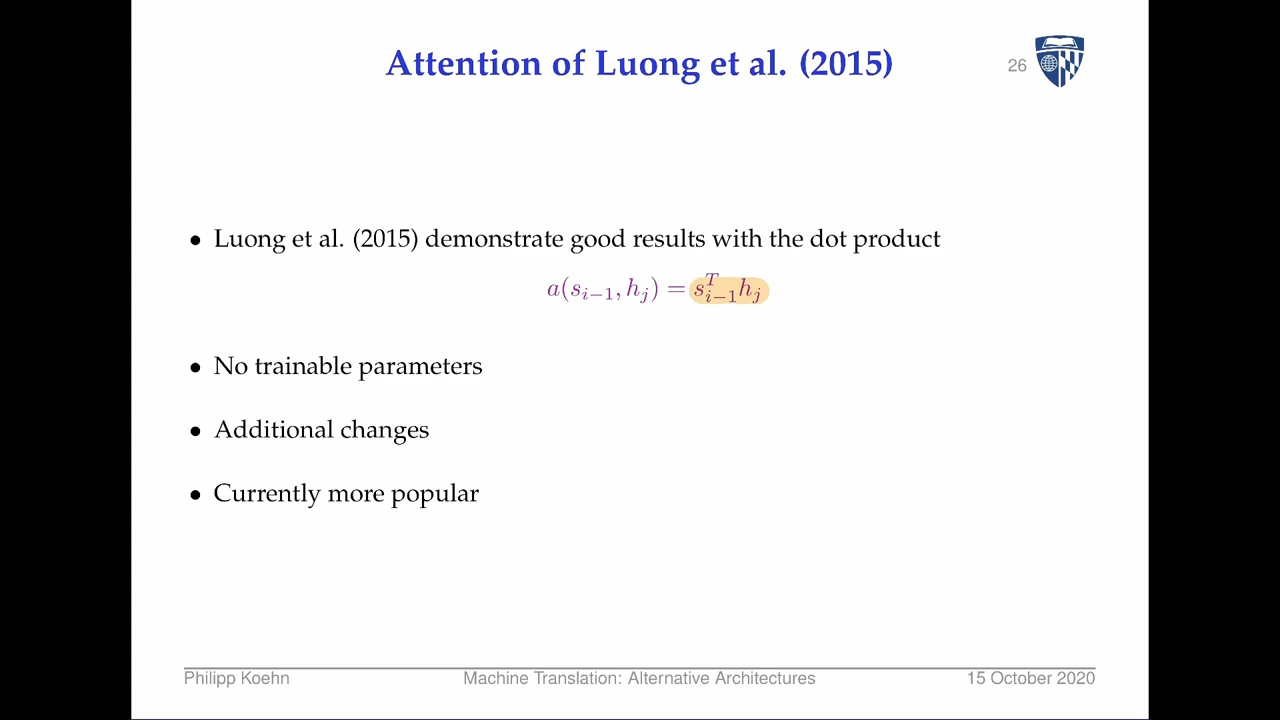 Attention of Luong et al. (2015)
26
• Luong et al. (2015) demonstrate good results with the dot product
a(s_{i−1}, h_j) = s_{i−1}^T h_j
• No trainable parameters
• Additional changes
• Currently more popular
Philipp Koehn Machine Translation: Alternative Architectures 15 October 2020